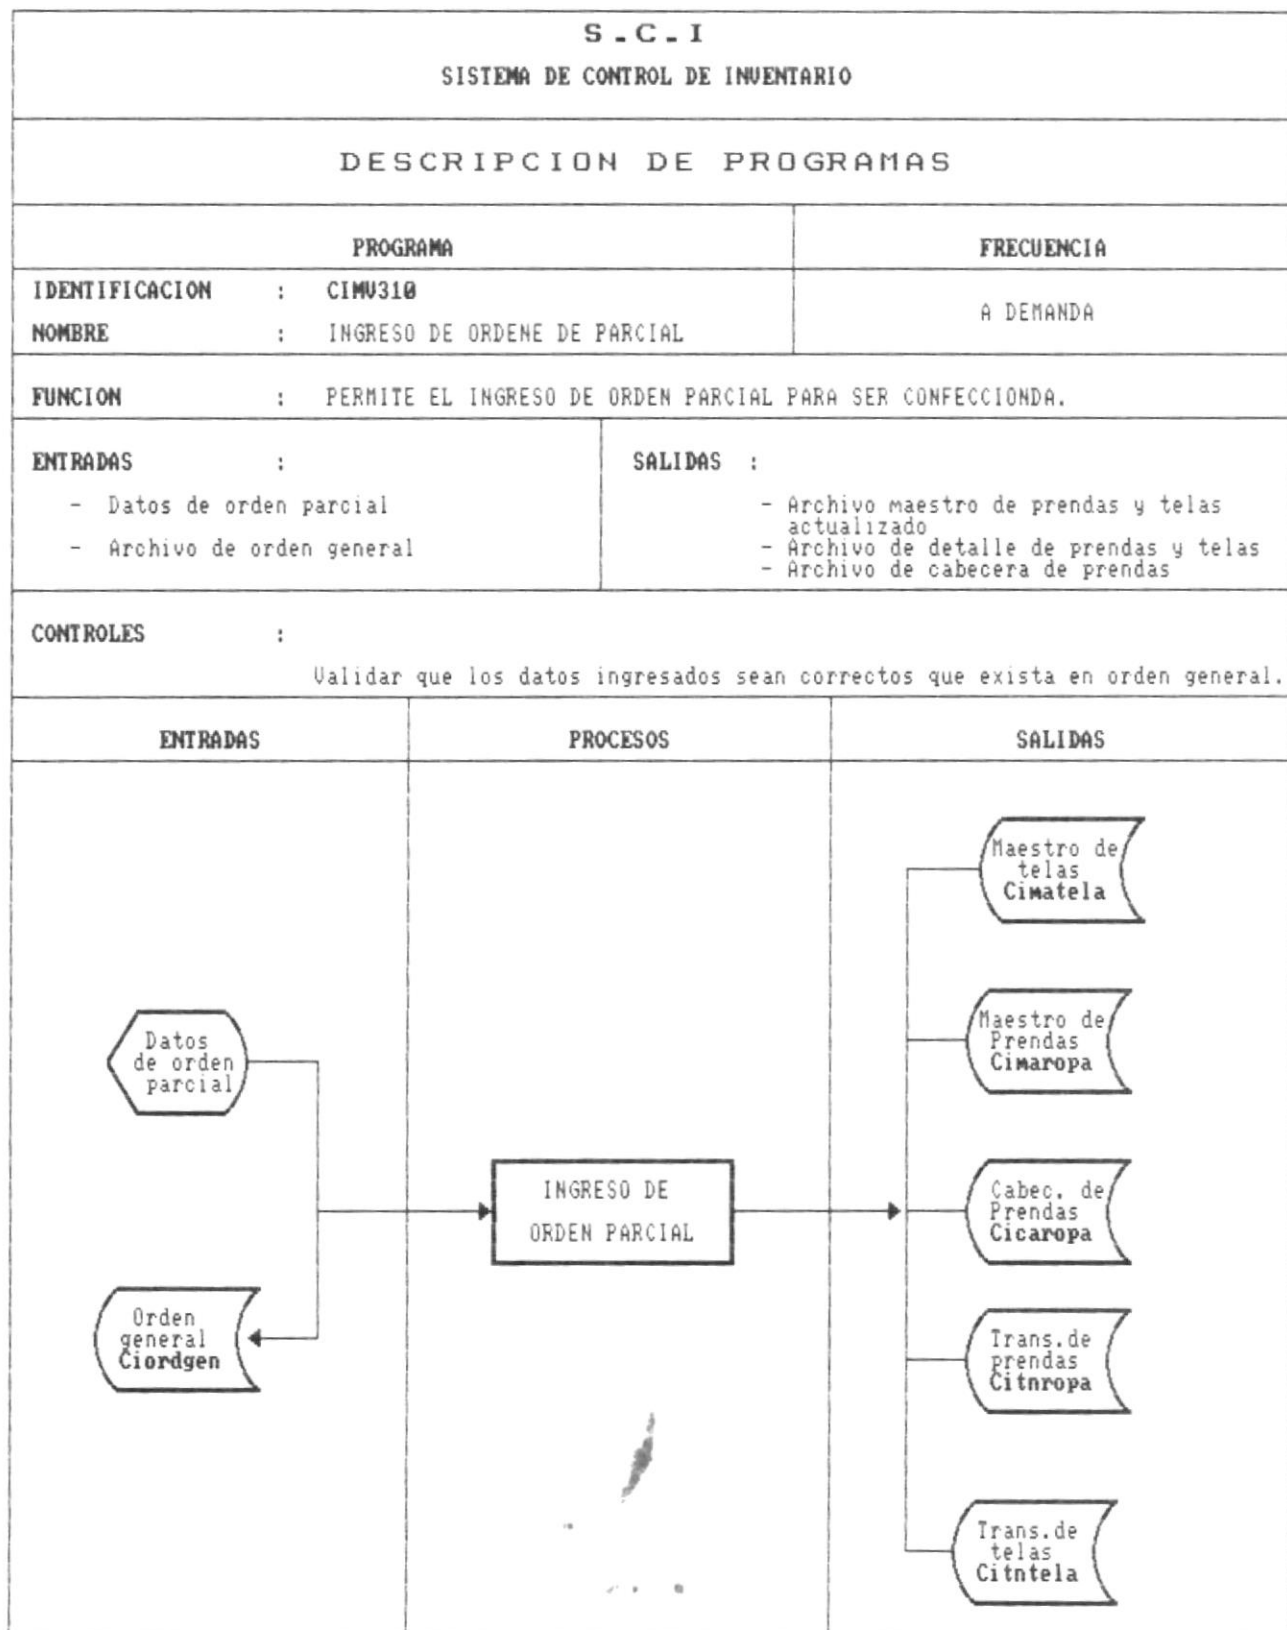 S.C.I
SISTEMA DE CONTROL DE INVENTARIO
DESCRIPCION DE PROGRAMAS
PROGRAMA
FRECUENCIA
IDENTIFICACION : CIMV310
A DEMANDA
NOMBRE : INGRESO DE ORDENE DE PARCIAL
FUNCION : PERMITE EL INGRESO DE ORDEN PARCIAL PARA SER CONFECCIONDA.
ENTRADAS :
- Datos de orden parcial
- Archivo de orden general
SALIDAS :
- Archivo maestro de prendas y telas
actualizado
- Archivo de detalle de prendas y telas
- Archivo de cabecera de prendas
CONTROLES :
Validar que los datos ingresados sean correctos que exista en orden general.
ENTRADAS
PROCESOS
SALIDAS
Datos
de orden
parcial
Orden
general
Ciordgen
INGRESO DE
ORDEN PARCIAL
Maestro de
telas
Cimatela
Maestro de
Prendas
Cimaropa
Cabec. de
Prendas
Cicaropa
Trans.de
prendas
Citnropa
Trans.de
telas
Citntela